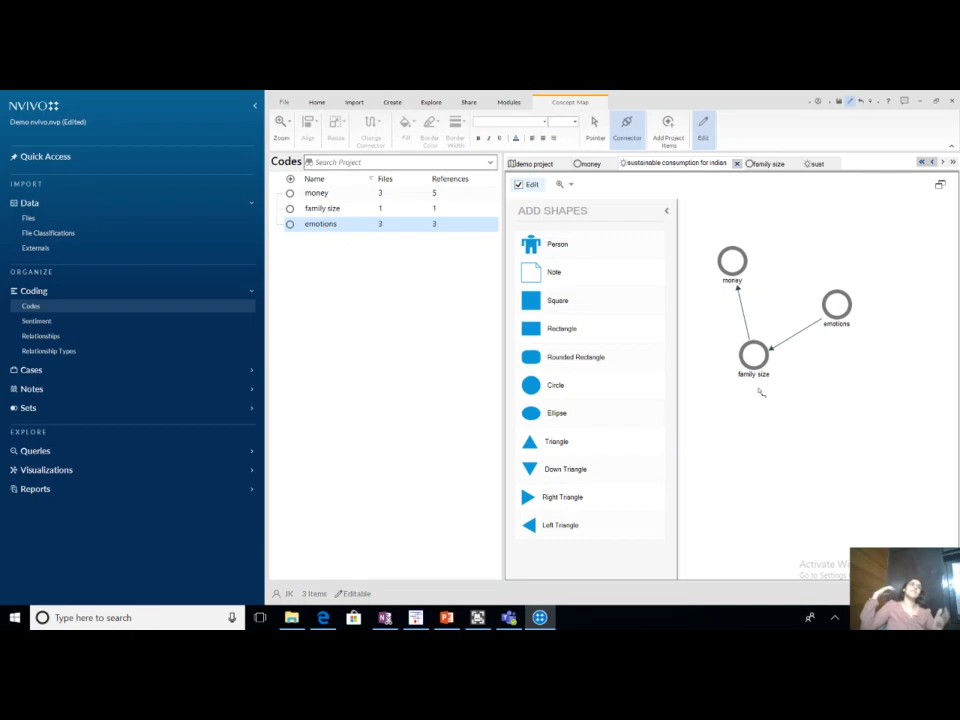 NVIVO
Demo nvivo.nvp (Edited)
Quick Access
IMPORT
Data
Files
File Classifications
Externals
ORGANIZE
Coding
Codes
Sentiment
Relationships
Relationship Types
Cases
Notes
Sets
EXPLORE
Queries
Visualizations
Reports
File Home Import Create Explore Share Modules Concept Map
Zoom Align Resize Change Connector Fill Border Color Border Width B I U A Pointer Connector Add Project Items Edit
Codes Search Project
Name Files References
money 3 5
family size 1 1
emotions 3 3
demo project money sustainable consumption for indian family size sust
Edit
ADD SHAPES
Person
Note
Square
Rectangle
Rounded Rectangle
Circle
Ellipse
Triangle
Down Triangle
Right Triangle
Left Triangle
money
emotions
family size
Activate
Go to Settings
JK 3 Items Editable
Type here to search